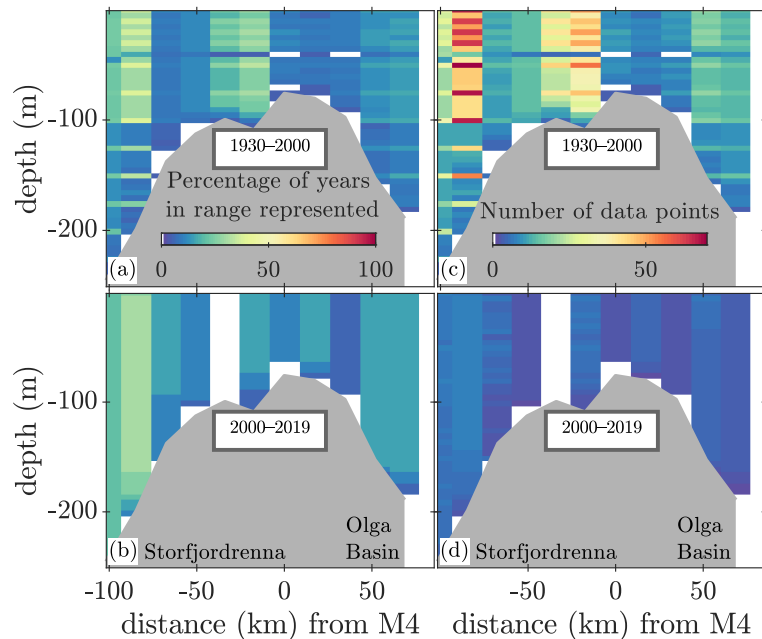 depth (m)
-100
-200
1930–2000
Percentage of years
in range represented
0
50
100
(a)
1930–2000
Number of data points
0
50
(c)
depth (m)
-100
-200
2000–2019
(b)
Storfjordrenna
Olga
Basin
2000–2019
(d)
Storfjordrenna
Olga
Basin
-100
-50
0
50
-50
0
50
distance (km) from M4
distance (km) from M4